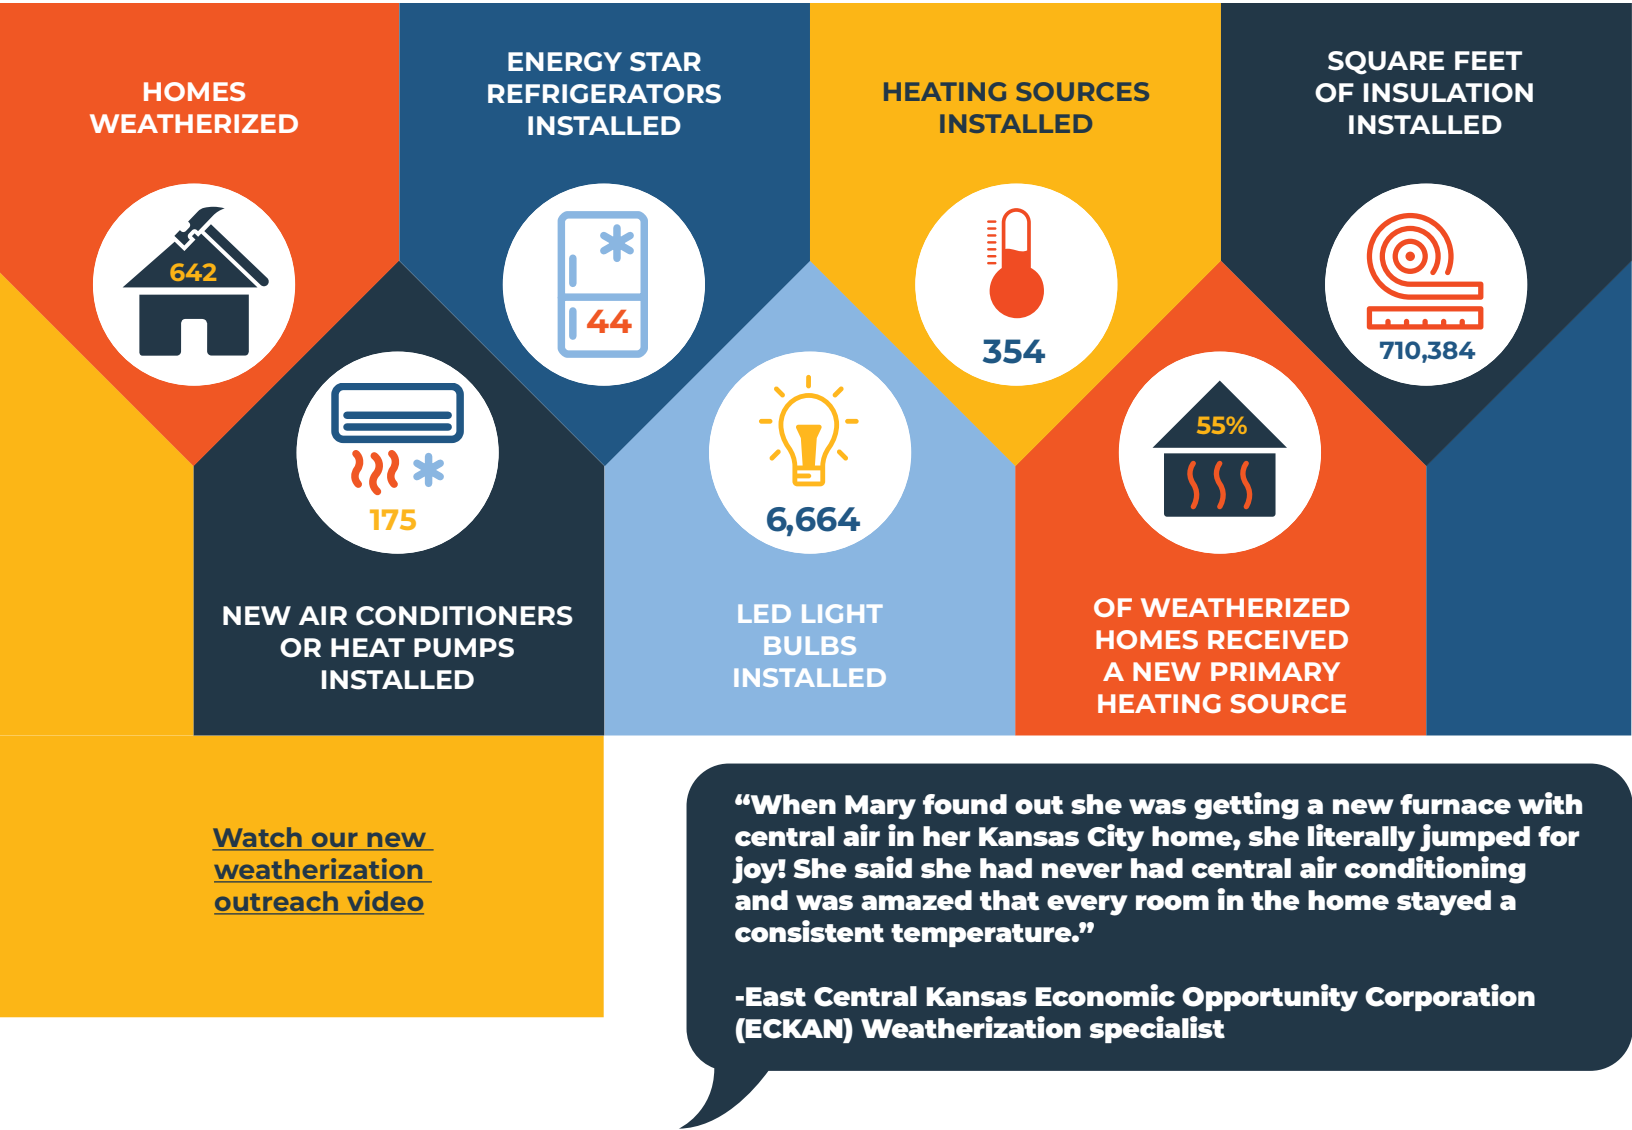 HOMES
WEATHERIZED
642
ENERGY STAR
REFRIGERATORS
INSTALLED
44
HEATING SOURCES
INSTALLED
354
SQUARE FEET
OF INSULATION
INSTALLED
710,384
175
NEW AIR CONDITIONERS
OR HEAT PUMPS
INSTALLED
6,664
LED LIGHT
BULBS
INSTALLED
55%
OF WEATHERIZED
HOMES RECEIVED
A NEW PRIMARY
HEATING SOURCE
Watch our new
weatherization
outreach video
“When Mary found out she was getting a new furnace with
central air in her Kansas City home, she literally jumped for
joy! She said she had never had central air conditioning
and was amazed that every room in the home stayed a
consistent temperature.”
-East Central Kansas Economic Opportunity Corporation
(ECKAN) Weatherization specialist